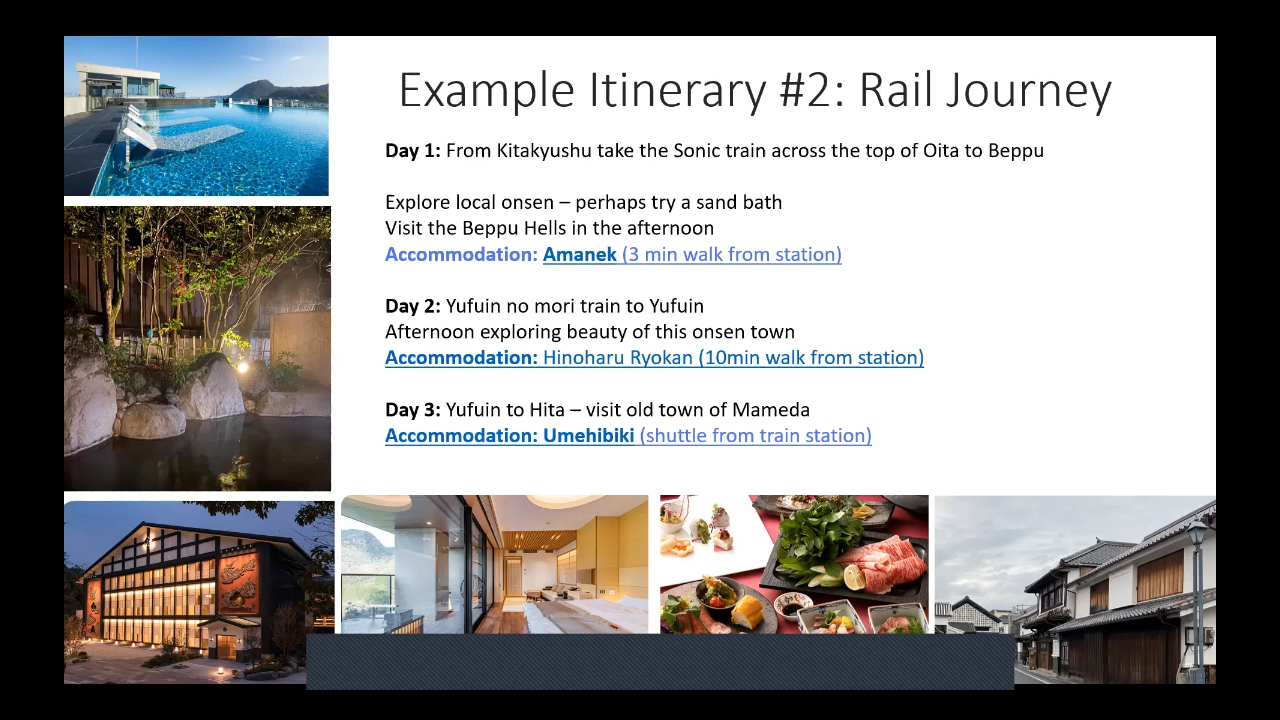 Example Itinerary #2: Rail Journey
Day 1: From Kitakyushu take the Sonic train across the top of Oita to Beppu
Explore local onsen – perhaps try a sand bath
Visit the Beppu Hells in the afternoon
Accommodation: Amanek (3 min walk from station)
Day 2: Yufuin no mori train to Yufuin
Afternoon exploring beauty of this onsen town
Accommodation: Hinoharu Ryokan (10min walk from station)
Day 3: Yufuin to Hita – visit old town of Mameda
Accommodation: Umehibiki (shuttle from train station)